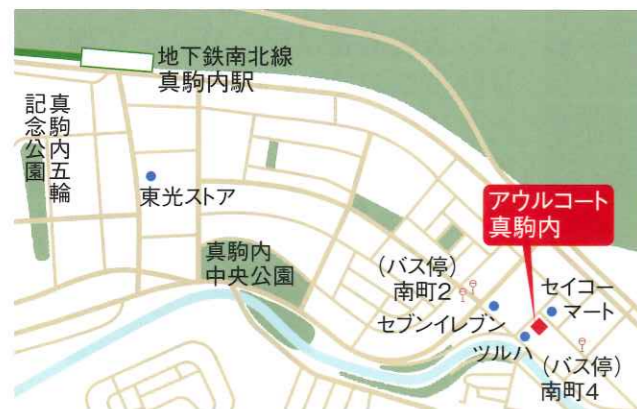 地下鉄南北線
真駒内駅
真駒内五輪
記念公園
東光ストア
真駒内
中央公園
アウルコート
真駒内
(バス停)
南町2
セイコー
マート
セブンイレブン
ツルハ
(バス停)
南町4